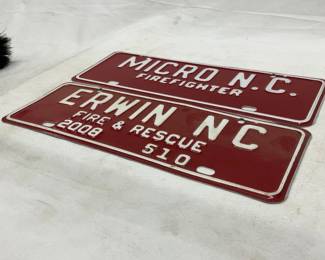 MICRO N.C.
FIREFIGHTER
ERWIN NC
FIRE & RESCUE
2008 510